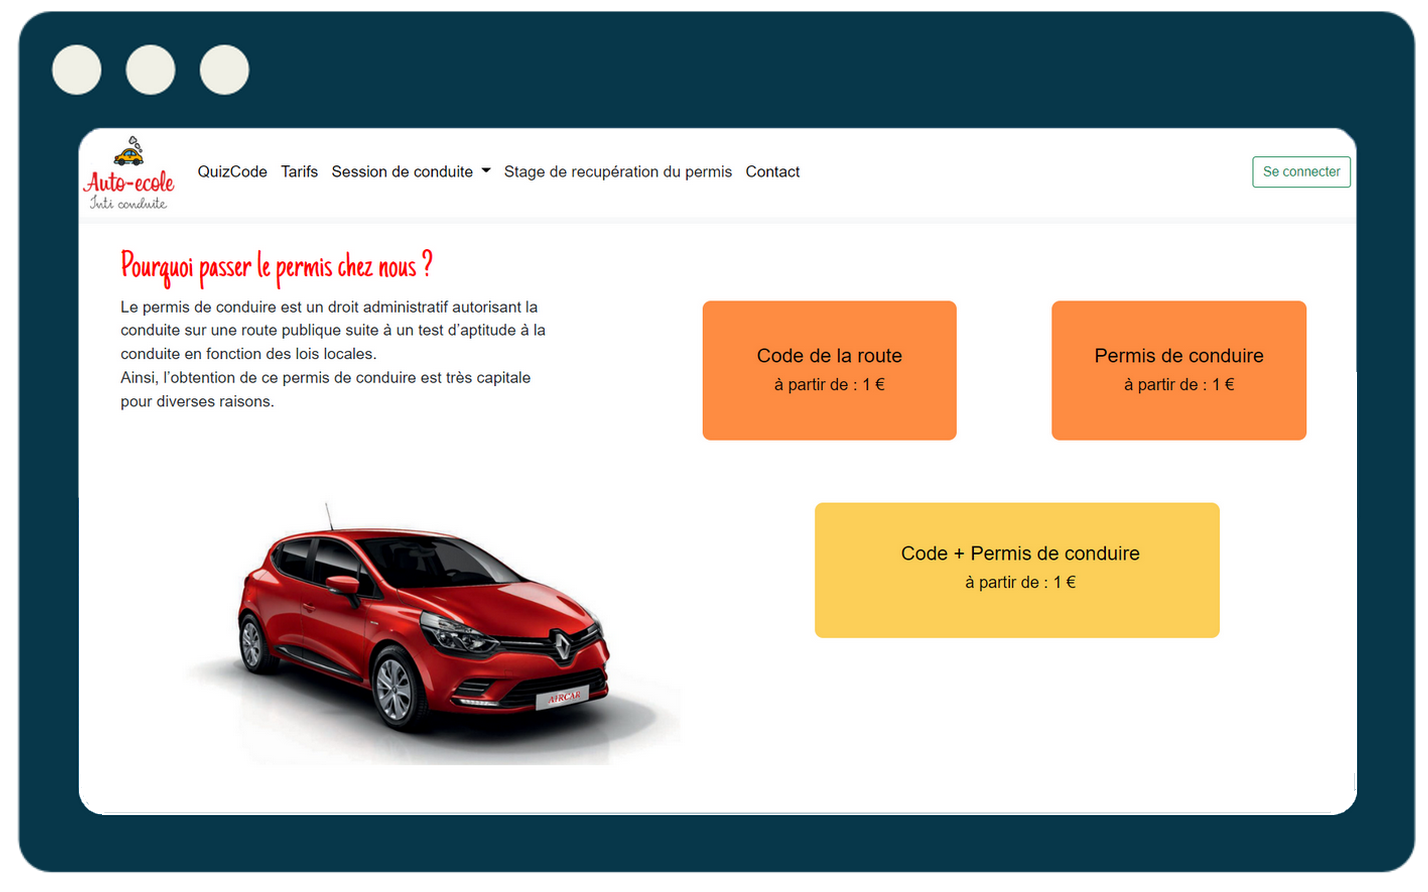 Auto-ecole
Inti conduite
QuizCode
Tarifs
Session de conduite
Stage de recupération du permis
Contact
Se connecter
Pourquoi passer le permis chez nous ?
Le permis de conduire est un droit administratif autorisant la
conduite sur une route publique suite à un test d'aptitude à la
conduite en fonction des lois locales.
Ainsi, l'obtention de ce permis de conduire est très capitale
pour diverses raisons.
Code de la route
à partir de : 1 €
Permis de conduire
à partir de : 1 €
Code + Permis de conduire
à partir de : 1 €
AIRCAR